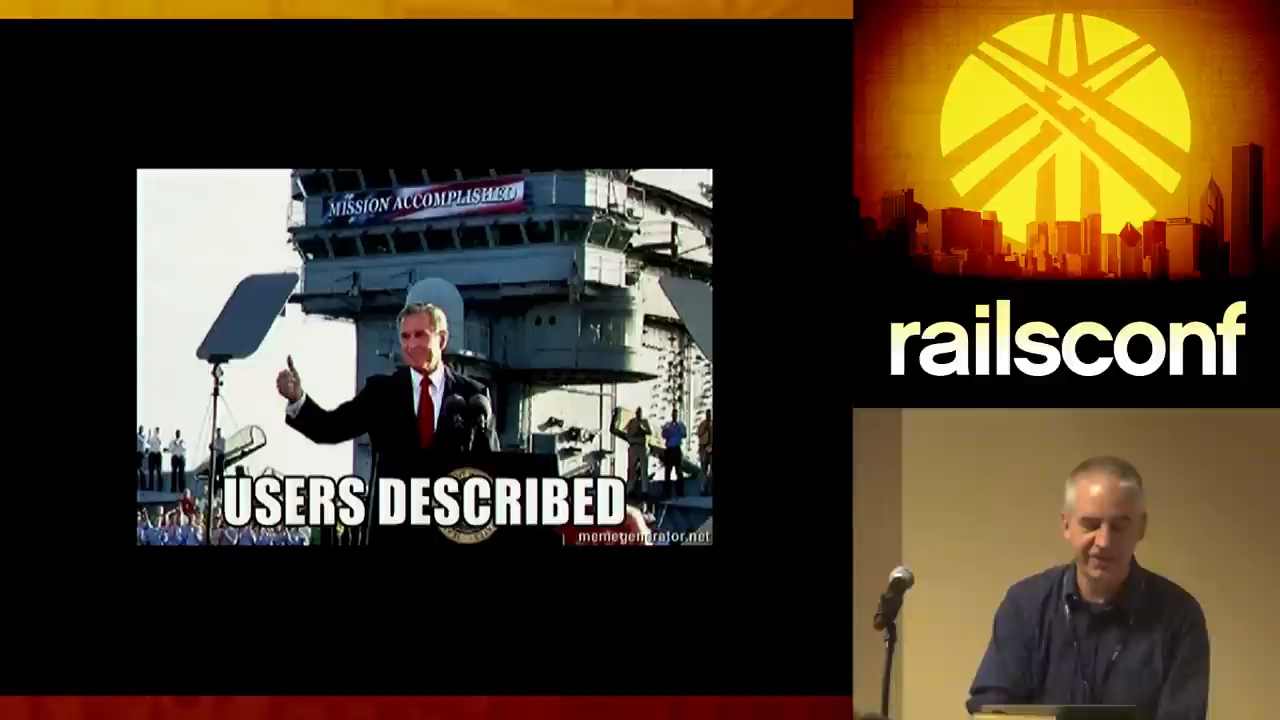 MISSION ACCOMPLISHED
USERS DESCRIBED
memegenerator.net
railsconf